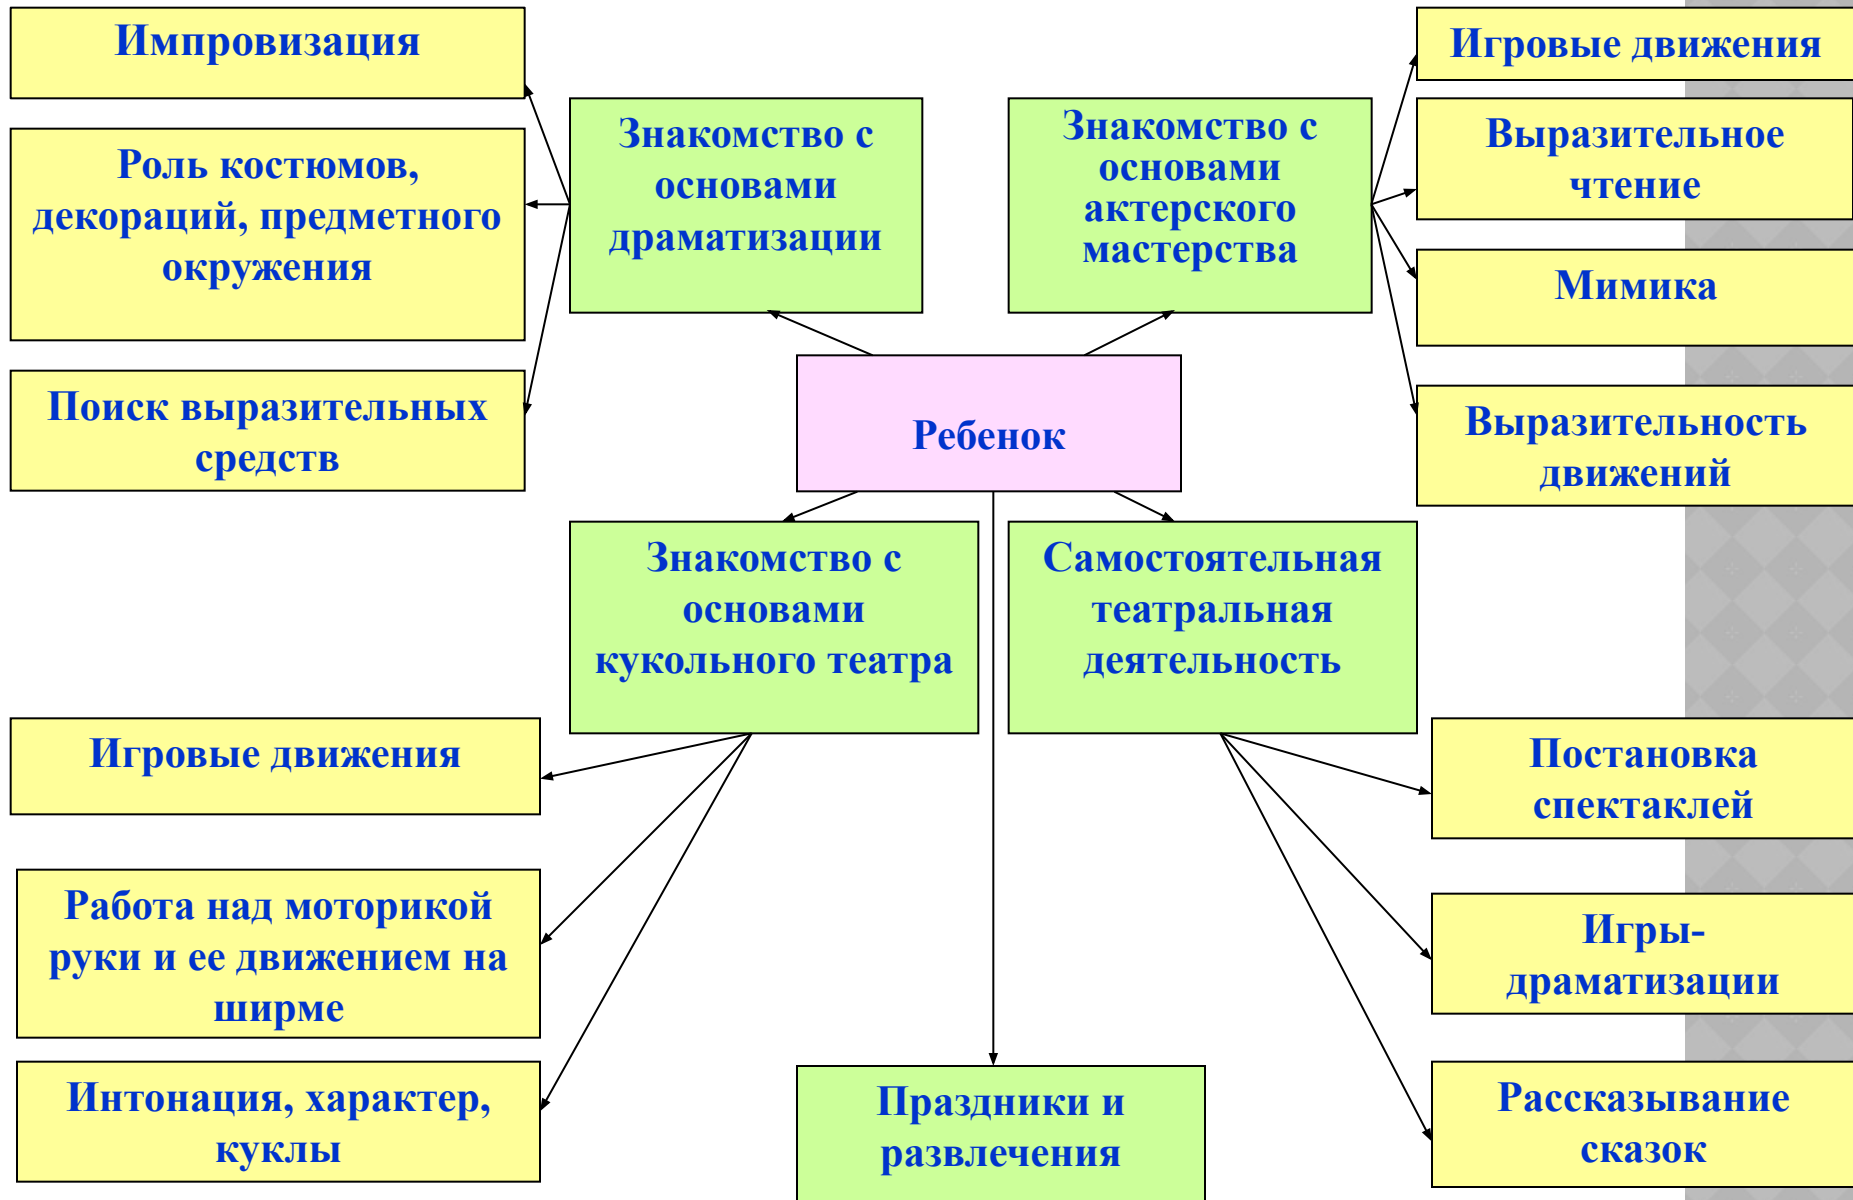 Импровизация
Роль костюмов,
декораций, предметного
окружения
Поиск выразительных
средств
Знакомство с
основами
драматизации
Знакомство с
основами
актерского
мастерства
Игровые движения
Выразительное
чтение
Мимика
Выразительность
движений
Ребенок
Знакомство с
основами
кукольного театра
Самостоятельная
театральная
деятельность
Игровые движения
Работа над моторикой
руки и ее движением на
ширме
Интонация, характер,
куклы
Праздники и
развлечения
Постановка
спектаклей
Игры-
драматизации
Рассказывание
сказок